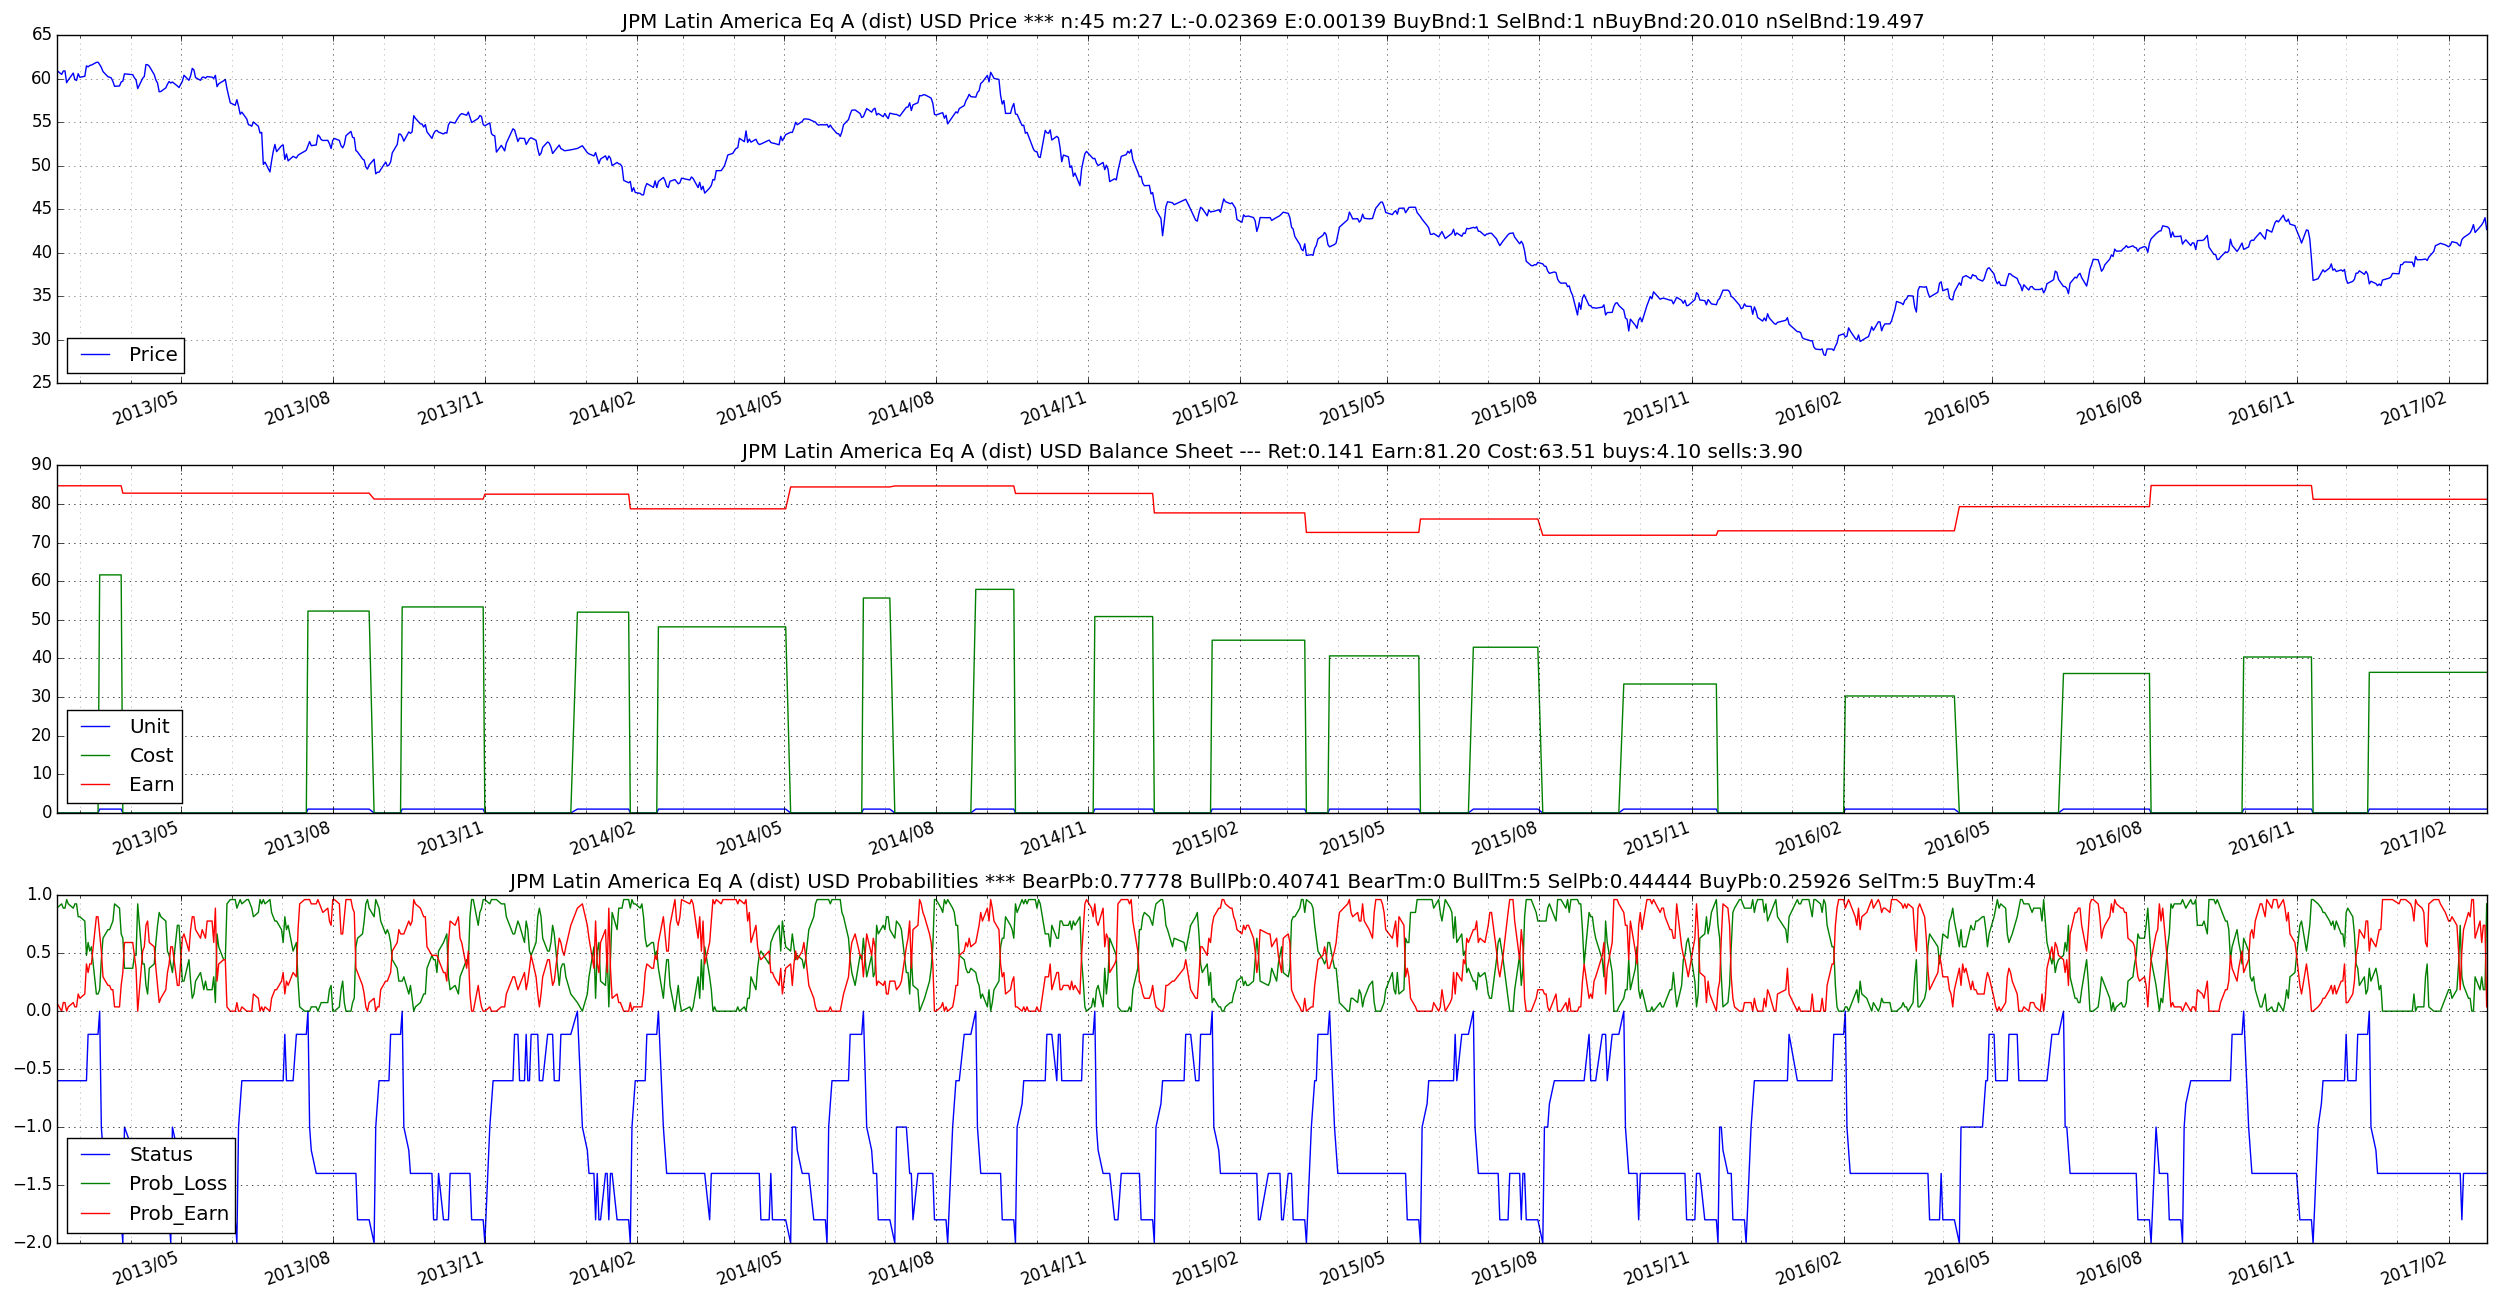 JPM Latin America Eq A (dist) USD Price *** n:45 m:27 L:-0.02369 E:0.00139 BuyBnd:1 SelBnd:1 nBuyBnd:20.010 nSelBnd:19.497
65
60
55
50
45
40
35
30
25
Price
2013/05 2013/08 2013/11 2014/02 2014/05 2014/08 2014/11 2015/02 2015/05 2015/08 2015/11 2016/02 2016/05 2016/08 2016/11 2017/02
JPM Latin America Eq A (dist) USD Balance Sheet --- Ret:0.141 Earn:81.20 Cost:63.51 buys:4.10 sells:3.90
90
80
70
60
50
40
30
20
10
0
Unit
Cost
Earn
2013/05 2013/08 2013/11 2014/02 2014/05 2014/08 2014/11 2015/02 2015/05 2015/08 2015/11 2016/02 2016/05 2016/08 2016/11 2017/02
JPM Latin America Eq A (dist) USD Probabilities *** BearPb:0.77778 BullPb:0.40741 BearTm:0 BullTm:5 SelPb:0.44444 BuyPb:0.25926 SelTm:5 BuyTm:4
1.0
0.5
0.0
−0.5
−1.0
−1.5
−2.0
Status
Prob_Loss
Prob_Earn
2013/05 2013/08 2013/11 2014/02 2014/05 2014/08 2014/11 2015/02 2015/05 2015/08 2015/11 2016/02 2016/05 2016/08 2016/11 2017/02